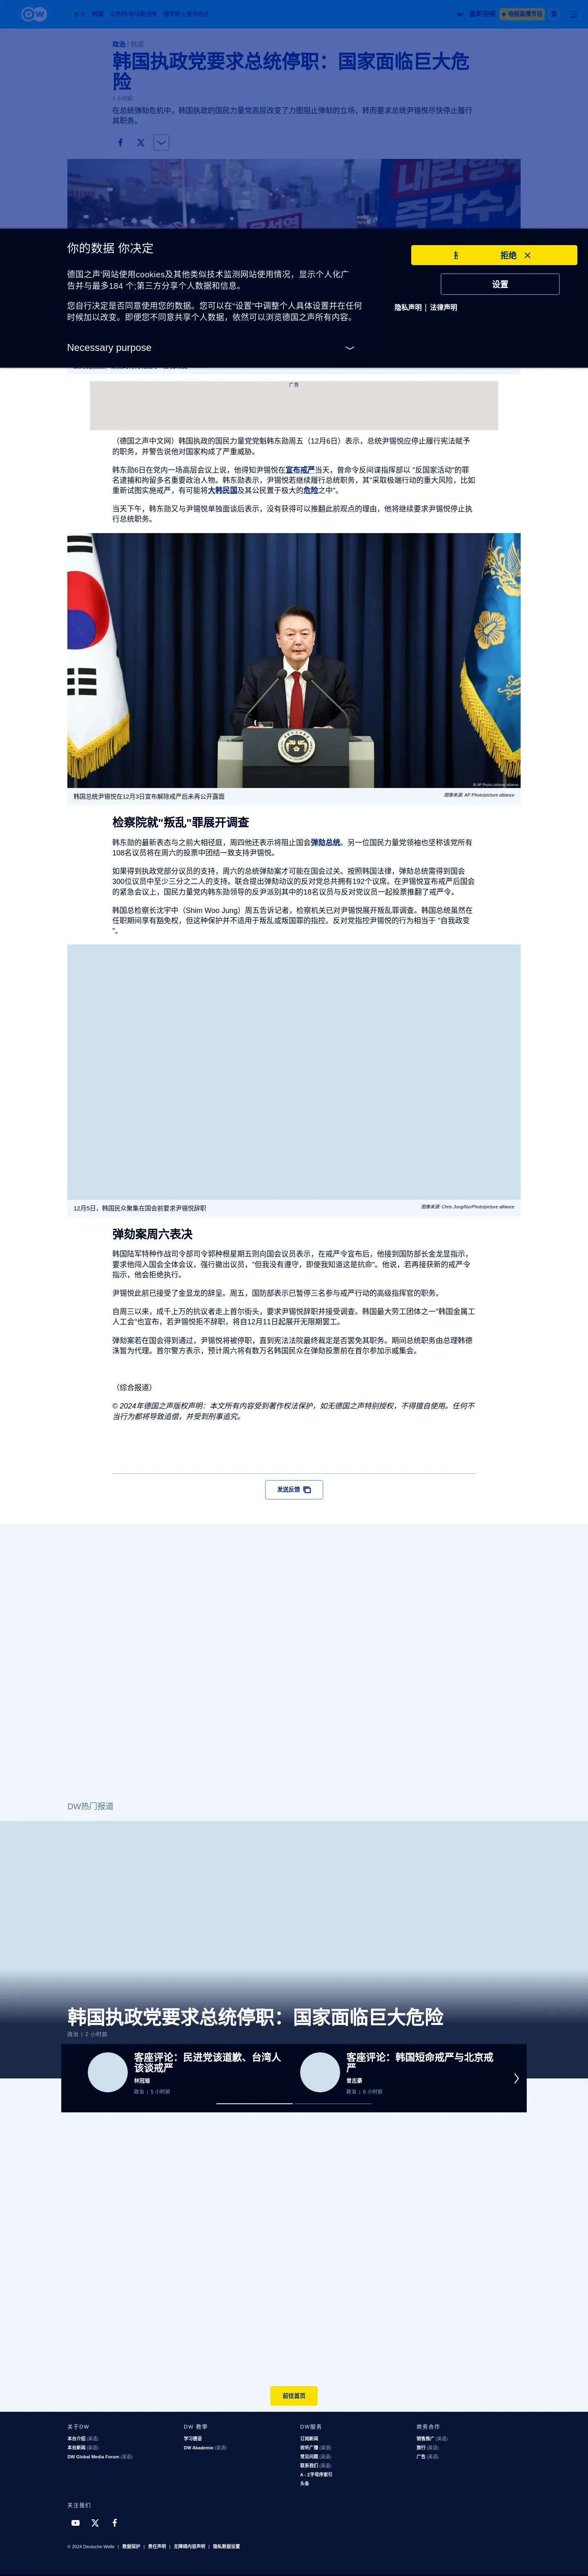 DW
韩国
最新视频
电视直播节目
政治 | 韩国
韩国执政党要求总统停职：国家面临巨大危
险
2 小时前
在总统弹劾危机中，韩国执政的国民力量党高层改变了力图阻止弹劾的立场，转而要求总统尹锡悦尽快停止履行
其职务。
你的数据 你决定
德国之声'网站使用cookies及其他类似技术监测网站使用情况，显示个人化广
告并与最多184 个;第三方分享个人数据和信息。
您自行决定是否同意使用您的数据。您可以在“设置”中调整个人具体设置并在任何
时候加以改变。即便您不同意共享个人数据，依然可以浏览德国之声所有内容。
Necessary purpose
拒绝
设置
隐私声明 | 法律声明
广告
（德国之声中文网）韩国执政的国民力量党党魁韩东勋周五（12月6日）表示，总统尹锡悦应停止履行宪法赋予
的职务，并警告说他对国家构成了严重威胁。
韩东勋6日在党内一场高层会议上说，他得知尹锡悦在宣布戒严当天，曾命令反间谍指挥部以 "反国家活动"的罪
名逮捕和拘留多名重要政治人物。韩东勋表示，尹锡悦若继续履行总统职务，其"采取极端行动的重大风险，比如
重新试图实施戒严，有可能将大韩民国及其公民置于极大的危险之中"。
当天下午，韩东勋又与尹锡悦单独面谈后表示，没有获得可以推翻此前观点的理由，他将继续要求尹锡悦停止执
行总统职务。
© AP Photo/picture alliance
韩国总统尹锡悦在12月3日宣布解除戒严后未再公开露面
图像来源: AP Photo/picture alliance
检察院就"叛乱"罪展开调查
韩东勋的最新表态与之前大相径庭，周四他还表示将阻止国会弹劾总统。另一位国民力量党领袖也坚称该党所有
108名议员将在周六的投票中团结一致支持尹锡悦。
如果得到执政党部分议员的支持，周六的总统弹劾案才可能在国会过关。按照韩国法律，弹劾总统需得到国会
300位议员中至少三分之二人的支持。联合提出弹劾动议的反对党总共拥有192个议席。在尹锡悦宣布戒严后国会
的紧急会议上，国民力量党内韩东勋领导的反尹派别其中的18名议员与反对党议员一起投票推翻了戒严令。
韩国总检察长沈宇中（Shim Woo Jung）周五告诉记者，检察机关已对尹锡悦展开叛乱罪调查。韩国总统虽然在
任职期间享有豁免权，但这种保护并不适用于叛乱或叛国罪的指控。反对党指控尹锡悦的行为相当于 "自我政变
"。
12月5日，韩国民众聚集在国会前要求尹锡悦辞职
图像来源: Chris Jung/NurPhoto/picture alliance
弹劾案周六表决
韩国陆军特种作战司令部司令郭种根星期五则向国会议员表示，在戒严令宣布后，他接到国防部长金龙显指示，
要求他闯入国会全体会议，强行撤出议员，"但我没有遵守，即使我知道这是抗命"。他说，若再接获新的戒严令
指示，他会拒绝执行。
尹锡悦此前已接受了金显龙的辞呈。周五，国防部表示已暂停三名参与戒严行动的高级指挥官的职务。
自周三以来，成千上万的抗议者走上首尔街头，要求尹锡悦辞职并接受调查。韩国最大劳工团体之一"韩国金属工
人工会"也宣布，若尹锡悦拒不辞职，将自12月11日起展开无限期罢工。
弹劾案若在国会得到通过，尹锡悦将被停职，直到宪法法院最终裁定是否罢免其职务。期间总统职务由总理韩德
洙暂为代理。首尔警方表示，预计周六将有数万名韩国民众在弹劾投票前在首尔参加示威集会。
（综合报道）
© 2024年德国之声版权声明：本文所有内容受到著作权法保护，如无德国之声特别授权，不得擅自使用。任何不
当行为都将导致追偿，并受到刑事追究。
发送反馈
DW热门报道
韩国执政党要求总统停职：国家面临巨大危险
政治 | 2 小时前
客座评论：民进党该道歉、台湾人
该谈戒严
林冠瑜
政治 | 5 小时前
客座评论：韩国短命戒严与北京戒
严
曾志豪
政治 | 6 小时前
前往首页
关于DW
本台介绍 (英语)
本台新闻 (英语)
DW Global Media Forum (英语)
DW 教學
学习德语
DW Akademie (英语)
DW服务
订阅新闻
收听广播 (英语)
常见问题 (英语)
联系我们 (英语)
A - Z字母序索引
头条
商务合作
销售推广 (英语)
旅行 (英语)
广告 (英语)
关注我们
© 2024 Deutsche Welle | 数据保护 | 责任声明 | 无障碍内容声明 | 隐私数据设置